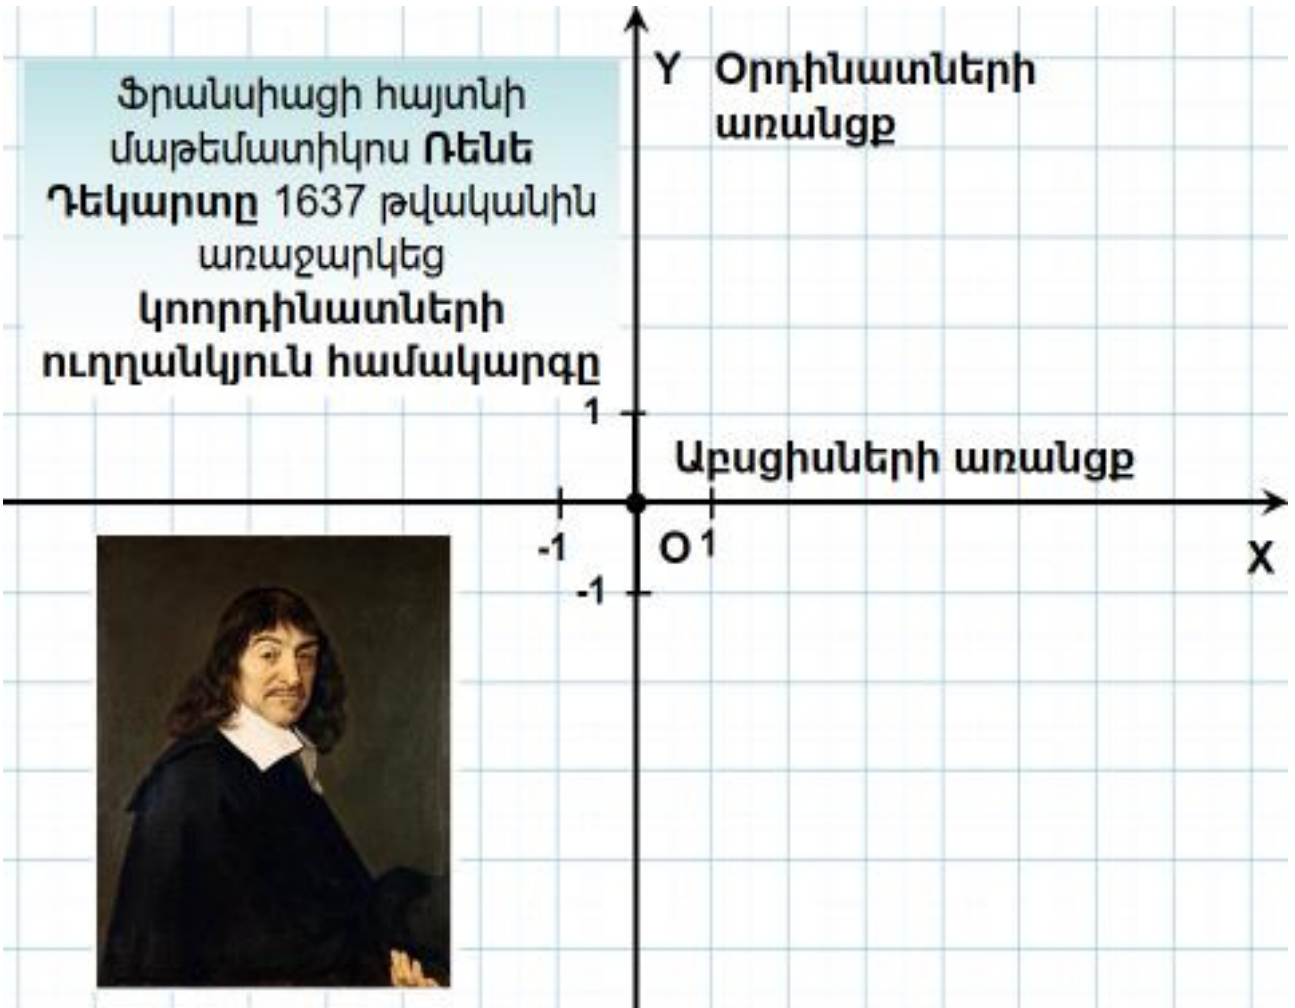 Ֆրանսիացի հայտնի
մաթեմատիկոս Ռենե
Դեկարտը 1637 թվականին
առաջարկեց
կոորդինատների
ուղղանկյուն համակարգը
Y Օրդինատների
առանցք
1
Աբսցիսների առանցք
-1 O 1
X
-1